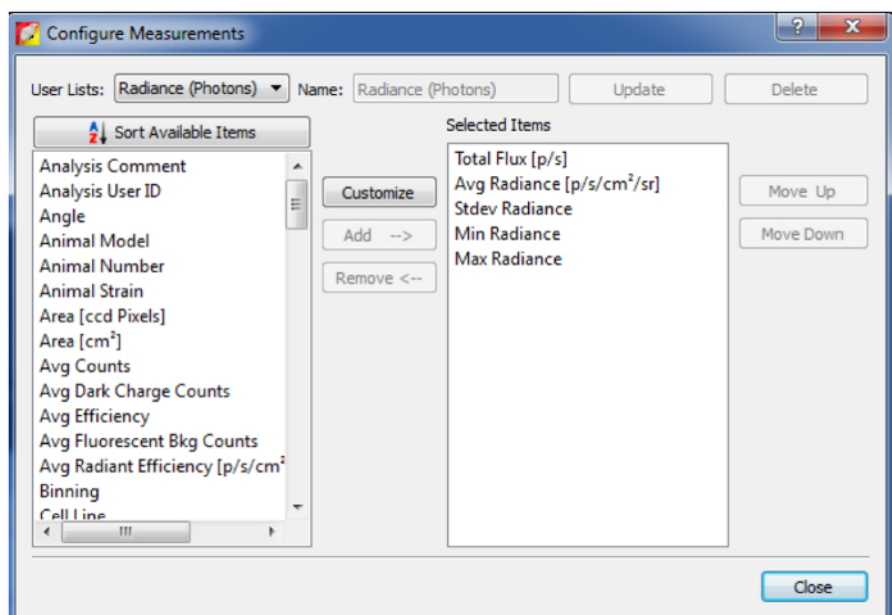 Configure Measurements
User Lists: Radiance (Photons) Name: Radiance (Photons) Update Delete
Sort Available Items
Selected Items
Analysis Comment
Analysis User ID
Angle
Animal Model
Animal Number
Animal Strain
Area [ccd Pixels]
Area [cm²]
Avg Counts
Avg Dark Charge Counts
Avg Efficiency
Avg Fluorescent Bkg Counts
Avg Radiant Efficiency [p/s/cm²
Binning
Cell Line
Customize
Add -->
Remove <--
Total Flux [p/s]
Avg Radiance [p/s/cm²/sr]
Stdev Radiance
Min Radiance
Max Radiance
Move Up
Move Down
Close